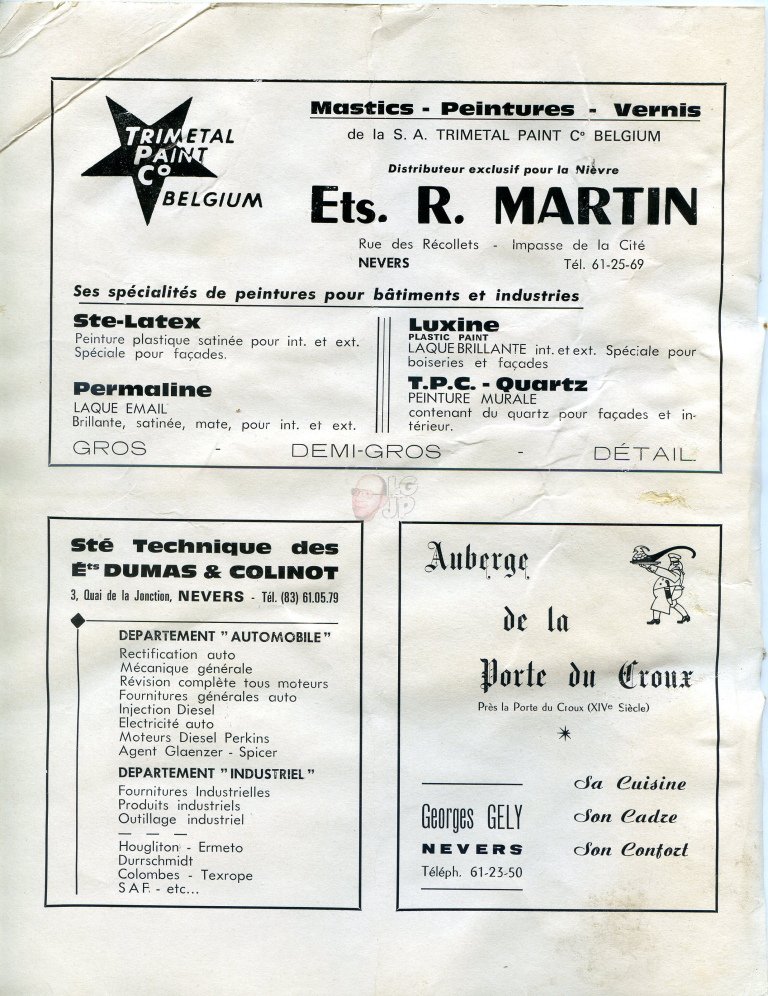 TRIMETAL
PAINT
Co
BELGIUM
Mastics - Peintures - Vernis
de la S. A. TRIMETAL PAINT Co BELGIUM
Distributeur exclusif pour la Nièvre
Ets. R. MARTIN
Rue des Récollets - Impasse de la Cité
NEVERS Tél. 61-25-69
Ses spécialités de peintures pour bâtiments et industries
Ste-Latex
Peinture plastique satinée pour int. et ext.
Spéciale pour façades.
Permaline
LAQUE EMAIL
Brillante, satinée, mate, pour int. et ext.
Luxine
PLASTIC PAINT
LAQUE BRILLANTE int. et ext. Spéciale pour
boiseries et façades
T.P.C. - Quartz
PEINTURE MURALE
contenant du quartz pour façades et in-
térieur.
GROS - DEMI-GROS - DÉTAIL
LG
JP
Sté Technique des
Éts DUMAS & COLINOT
3, Quai de la Jonction, NEVERS - Tél. (83) 61.05.79
DEPARTEMENT "AUTOMOBILE"
Rectification auto
Mécanique générale
Révision complète tous moteurs
Fournitures générales auto
Injection Diesel
Electricité auto
Moteurs Diesel Perkins
Agent Glaenzer - Spicer
DEPARTEMENT "INDUSTRIEL"
Fournitures Industrielles
Produits industriels
Outillage industriel
— — —
Hougliton - Ermeto
Durrschmidt
Colombes - Texrope
S.A.F. - etc...
Auberge
de la
Porte du Croux
Près la Porte du Croux (XIVe Siècle)
Georges GELY
NEVERS
Téléph. 61-23-50
Sa Cuisine
Son Cadre
Son Confort